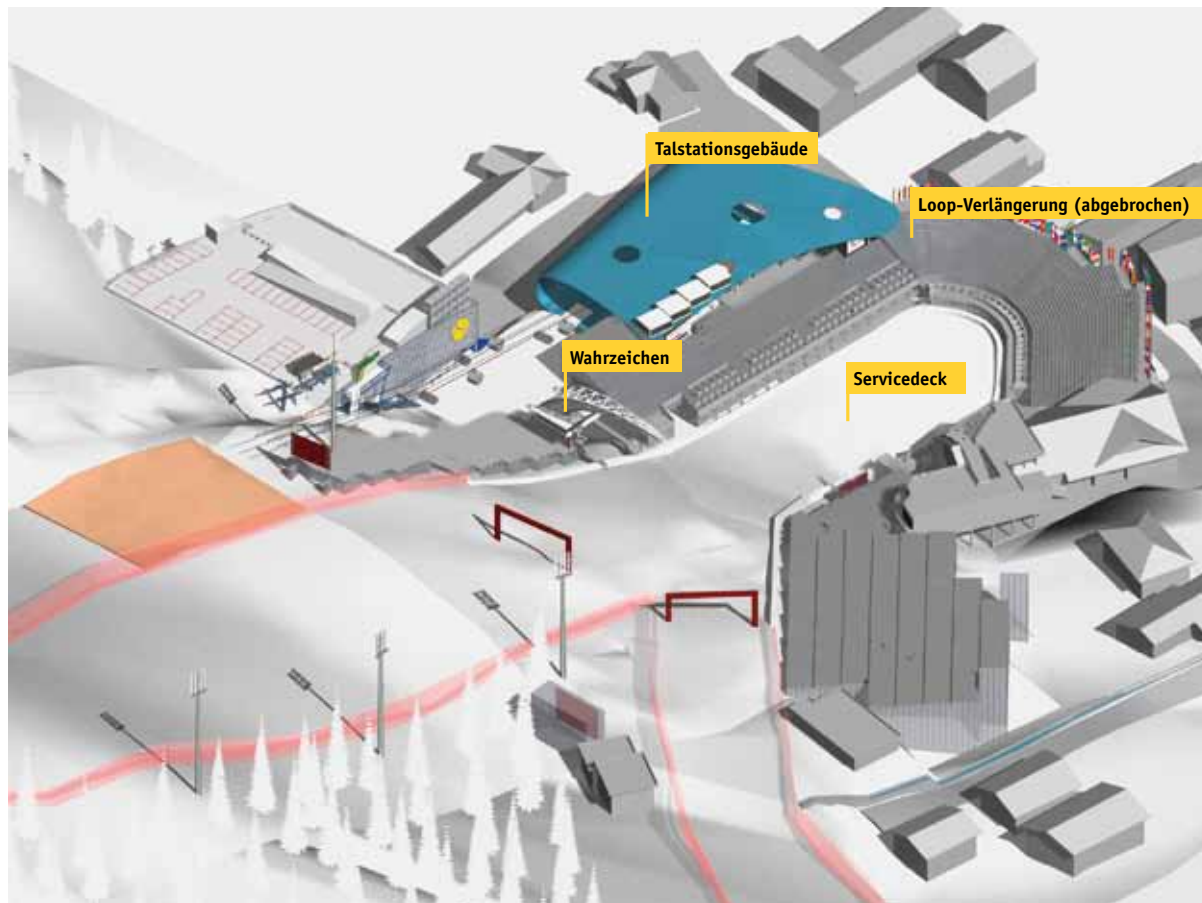 Talstationsgebäude
Loop-Verlängerung (abgebrochen)
Wahrzeichen
Servicedeck